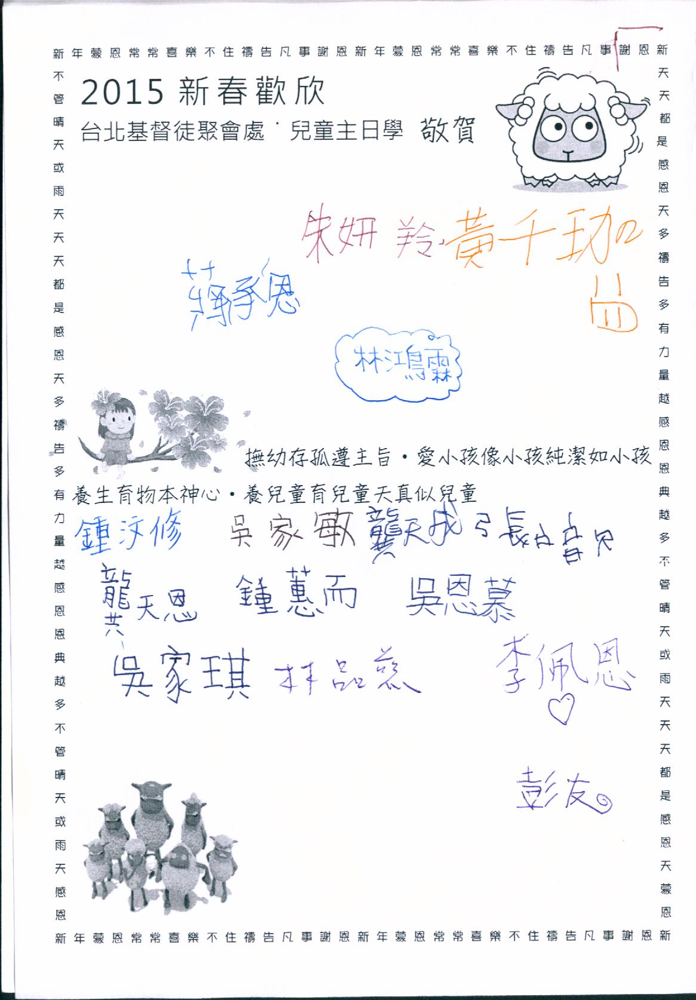 新年蒙恩常常喜樂不住禱告凡事謝恩新年蒙恩常常喜樂不住禱告凡事謝恩新
不管晴天或雨天天天都是感恩天多禱告多有力量越感恩恩典越多不管晴天或雨天感恩
天天都是感恩天多禱告多有力量越感恩恩典越多不管晴天或雨天天天都是感恩天蒙恩
2015 新春歡欣
台北基督徒聚會處·兒童主日學 敬賀
朱妍羚 黃千玏
蔣承恩
林鴻霖
撫幼存孤遵主旨·愛小孩像小孩純潔如小孩
養生育物本神心·養兒童育兒童天真似兒童
鍾汶修 吳家敏 龔天成
龔天恩 鍾蕙而 吳恩慕
吳家琪 林品慈 李佩恩
彭友
新年蒙恩常常喜樂不住禱告凡事謝恩新年蒙恩常常喜樂不住禱告凡事謝恩新